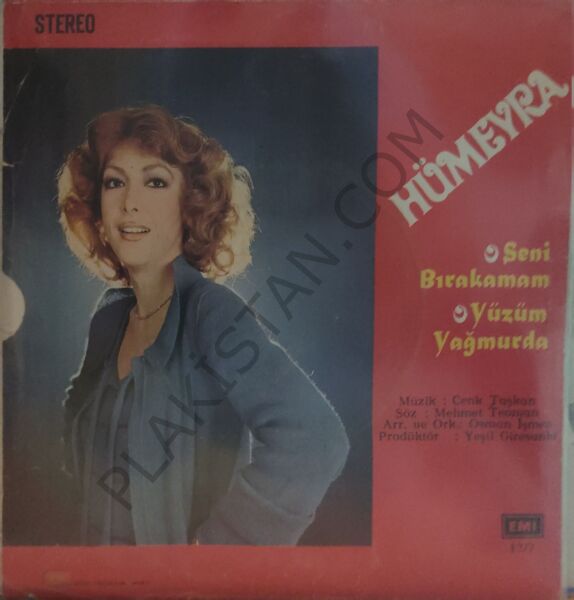 STEREO
HÜMEYRA
Seni
Bırakamam
Yüzüm
Yağmurda
Müzik : Cenk Taşkan
Söz : Mehmet Teoman
Arr. ve Ork.: Osman İşmen
Prodüktör : Yeşil Giresunlu
EMI
PLAKİSTAN.COM